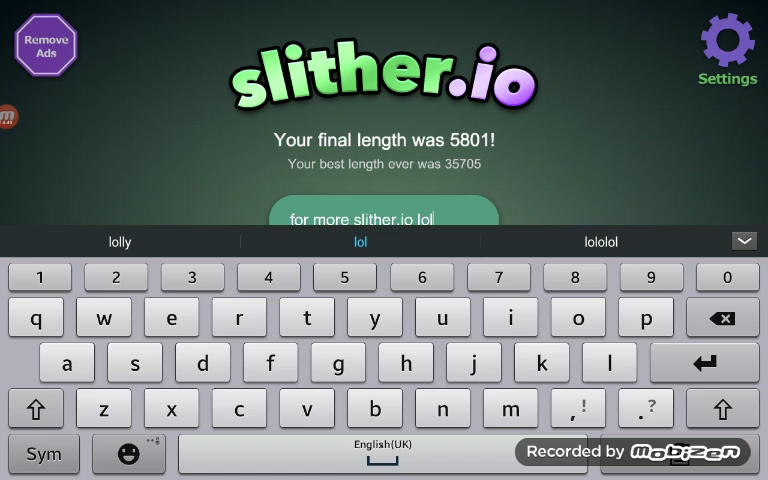 Remove
Ads
slither.io
Settings
Your final length was 5801!
Your best length ever was 35705
for more slither.io lol
lolly lol lololol
1 2 3 4 5 6 7 8 9 0
q w e r t y u i o p
a s d f g h j k l
z x c v b n m , ! . ?
Sym English(UK) Recorded by mobizen